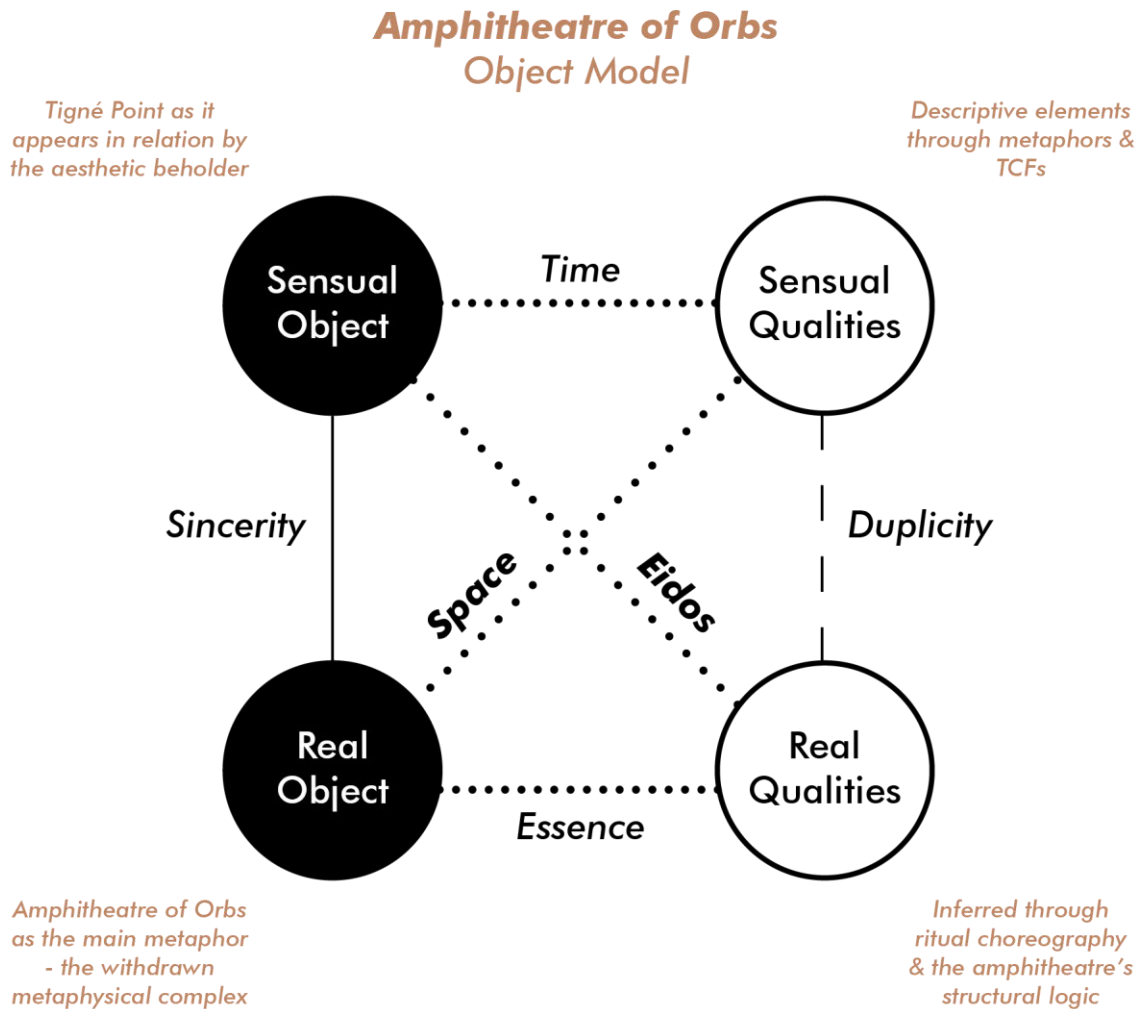 Amphitheatre of Orbs
Object Model
Tigné Point as it
appears in relation by
the aesthetic beholder
Descriptive elements
through metaphors &
TCFs
Sensual
Object
Time
Sensual
Qualities
Sincerity
Space
Eidos
Duplicity
Real
Object
Essence
Real
Qualities
Amphitheatre of Orbs
as the main metaphor
- the withdrawn
metaphysical complex
Inferred through
ritual choreography
& the amphitheatre’s
structural logic